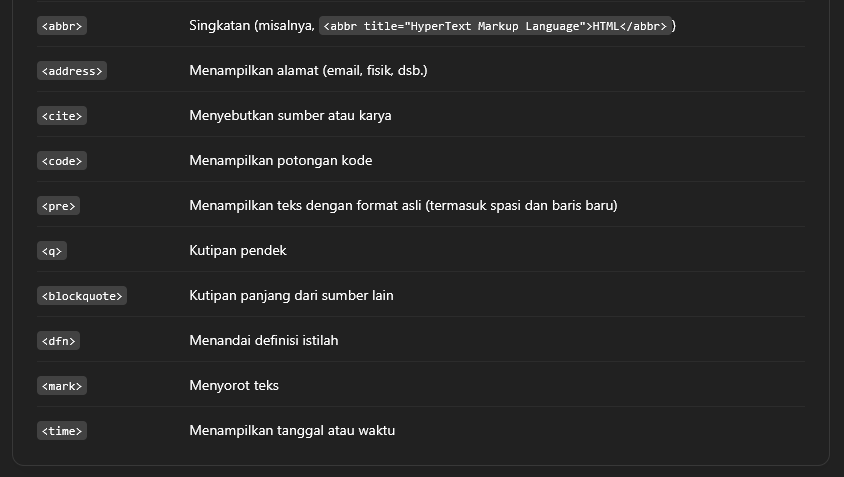 <abbr> Singkatan (misalnya, <abbr title="HyperText Markup Language">HTML</abbr>)
<address> Menampilkan alamat (email, fisik, dsb.)
<cite> Menyebutkan sumber atau karya
<code> Menampilkan potongan kode
<pre> Menampilkan teks dengan format asli (termasuk spasi dan baris baru)
<q> Kutipan pendek
<blockquote> Kutipan panjang dari sumber lain
<dfn> Menandai definisi istilah
<mark> Menyorot teks
<time> Menampilkan tanggal atau waktu